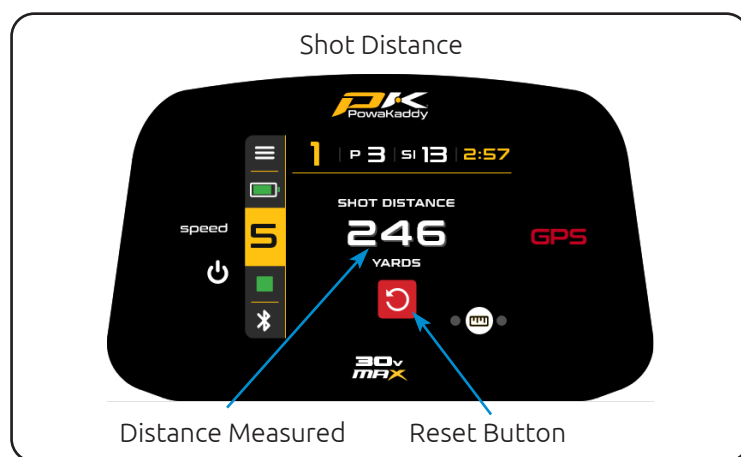 Shot Distance
PK
PowaKaddy
1 P 3 SI 13 2:57
SHOT DISTANCE
speed 5 246 GPS
YARDS
30V
MAX
Distance Measured Reset Button